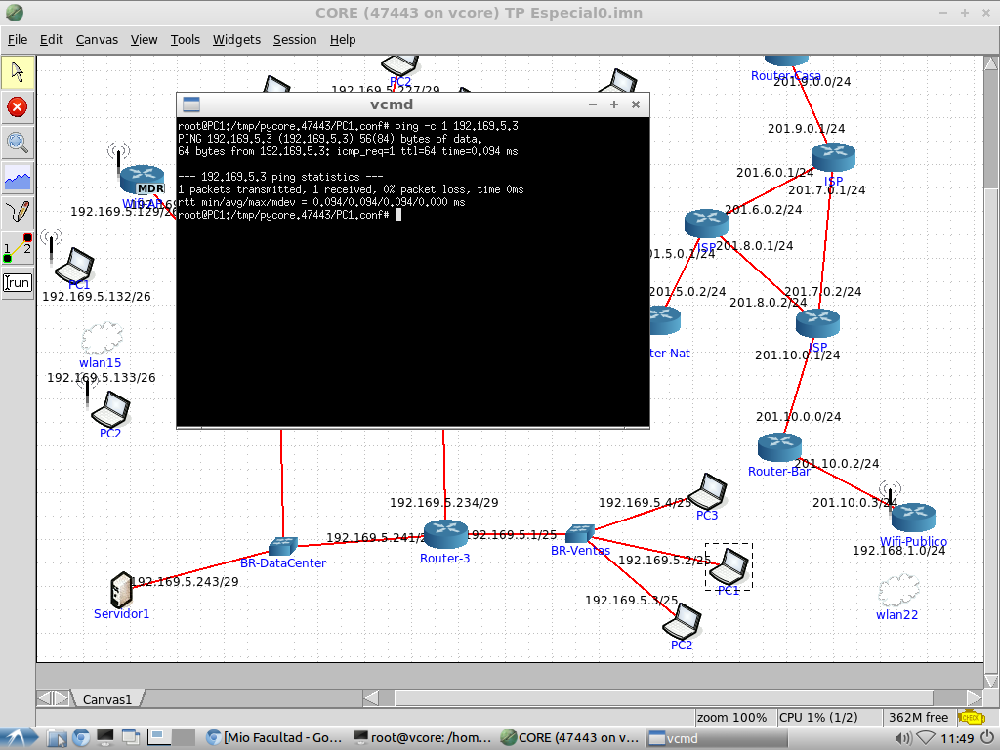 CORE (47443 on vcore) TP Especial0.imn
File Edit Canvas View Tools Widgets Session Help
Router-Casa
201.9.0.0/24
PC2
192.169.5.227/29
vcmd
root@PC1:/tmp/pycore.47443/PC1.conf# ping -c 1 192.169.5.3
PING 192.169.5.3 (192.169.5.3) 56(84) bytes of data.
64 bytes from 192.169.5.3: icmp_req=1 ttl=64 time=0.094 ms
--- 192.169.5.3 ping statistics ---
1 packets transmitted, 1 received, 0% packet loss, time 0ms
rtt min/avg/max/mdev = 0.094/0.094/0.094/0.000 ms
root@PC1:/tmp/pycore.47443/PC1.conf#
201.9.0.1/24
ISP
201.6.0.1/24
201.7.0.1/24
201.6.0.2/24
ISP
201.8.0.1/24
01.5.0.1/24
201.5.0.2/24
201.7.0.2/24
201.8.0.2/24
ter-Nat
ISP
201.10.0.1/24
MDR
192.169.5.129/26
PC1
192.169.5.132/26
wlan15
192.169.5.133/26
PC2
201.10.0.0/24
Router-Bar
201.10.0.2/24
201.10.0.3/24
Wifi-Publico
192.168.1.0/24
wlan22
192.169.5.234/29
192.169.5.241/2
Router-3
92.169.5.1/25
BR-DataCenter
192.169.5.243/29
Servidor1
BR-Ventas
192.169.5.4/25
PC3
192.169.5.2/25
PC1
192.169.5.3/25
PC2
run
1 2
Canvas1
zoom 100% CPU 1% (1/2) 362M free CHECK
[Mio Facultad - Go... root@vcore: /hom... CORE (47443 on v... vcmd 11:49